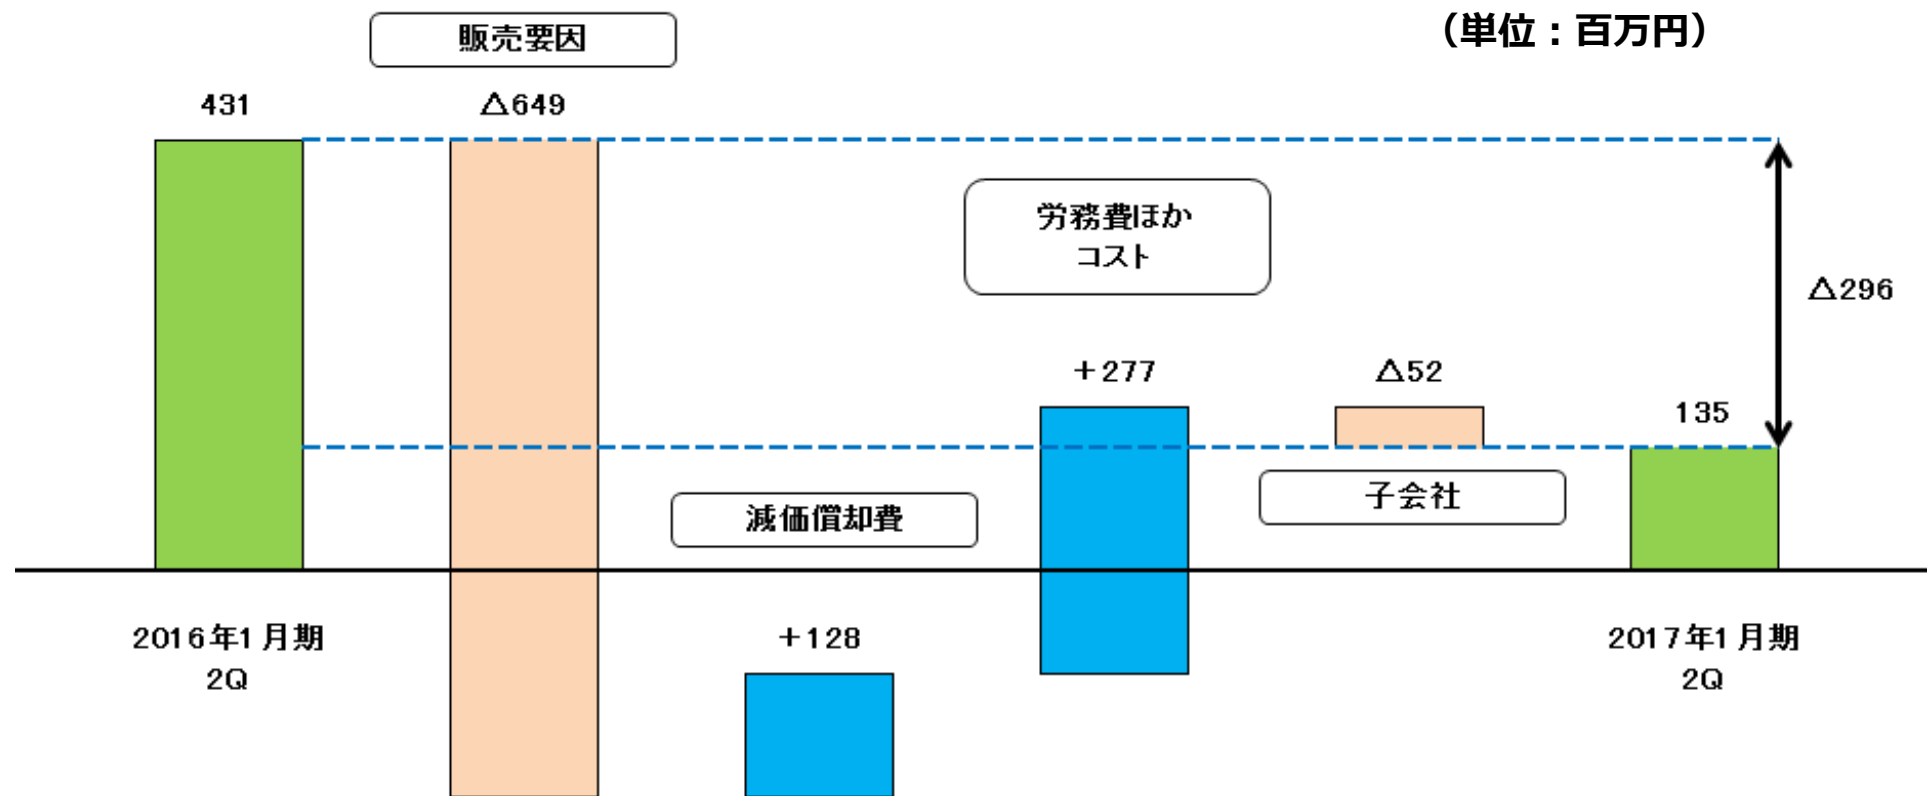 （単位：百万円）
販売要因
431
△649
労務費ほか
コスト
△296
＋277
△52
135
減価償却費
子会社
2016年1月期
2Q
＋128
2017年1月期
2Q